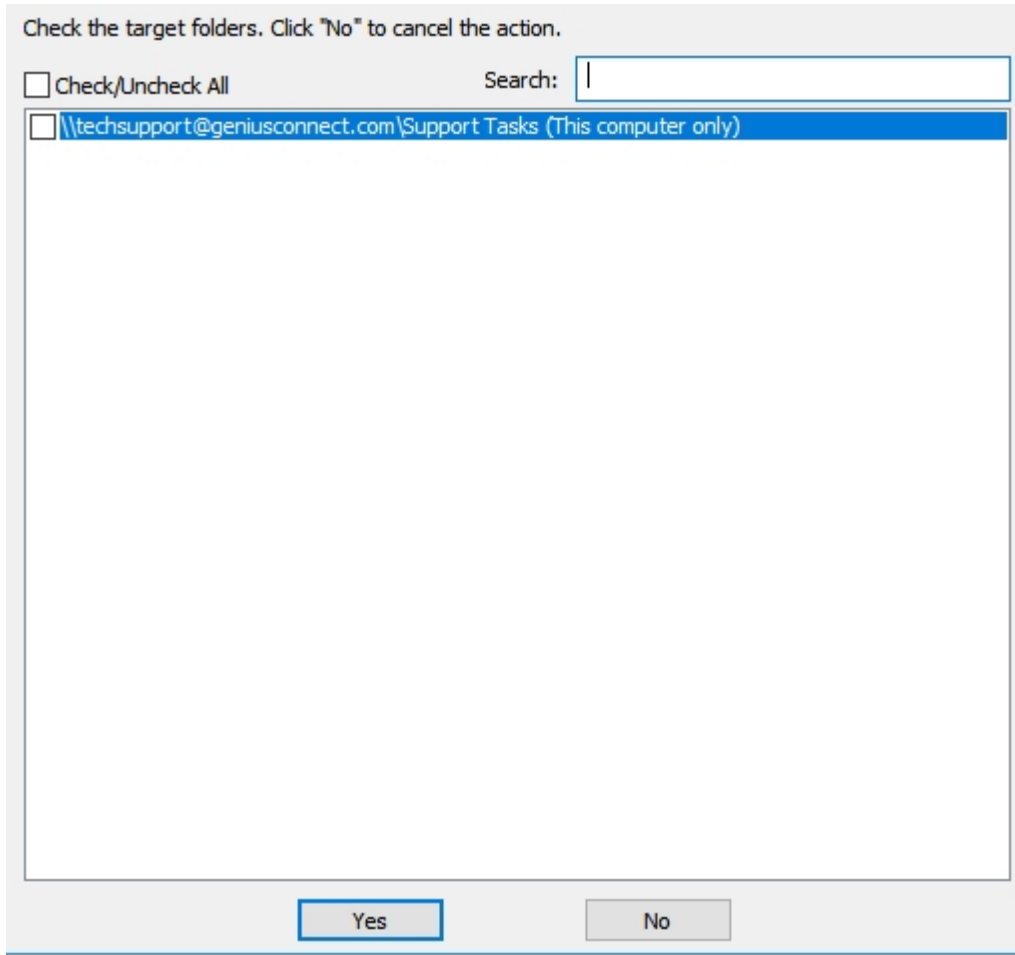 Check the target folders. Click "No" to cancel the action.
Check/Uncheck All Search:
\\techsupport@geniusconnect.com\Support Tasks (This computer only)
Yes No